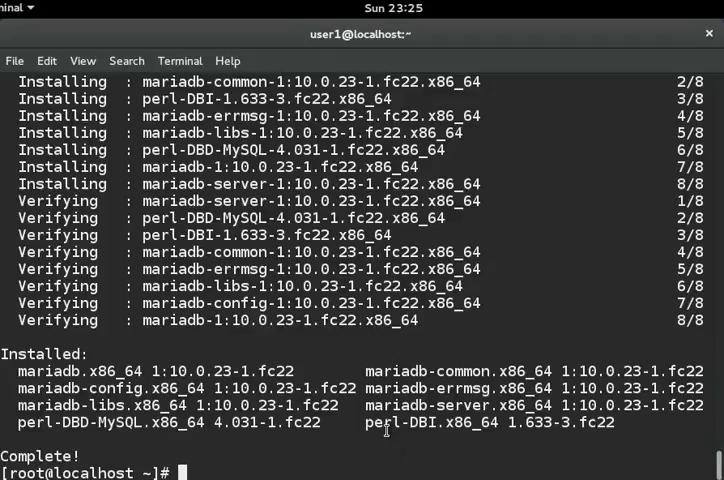 minal Sun 23:25
user1@localhost:~ ×
File Edit View Search Terminal Help
Installing : mariadb-common-1:10.0.23-1.fc22.x86_64 2/8
Installing : perl-DBI-1.633-3.fc22.x86_64 3/8
Installing : mariadb-errmsg-1:10.0.23-1.fc22.x86_64 4/8
Installing : mariadb-libs-1:10.0.23-1.fc22.x86_64 5/8
Installing : perl-DBD-MySQL-4.031-1.fc22.x86_64 6/8
Installing : mariadb-1:10.0.23-1.fc22.x86_64 7/8
Installing : mariadb-server-1:10.0.23-1.fc22.x86_64 8/8
Verifying : mariadb-server-1:10.0.23-1.fc22.x86_64 1/8
Verifying : perl-DBD-MySQL-4.031-1.fc22.x86_64 2/8
Verifying : perl-DBI-1.633-3.fc22.x86_64 3/8
Verifying : mariadb-common-1:10.0.23-1.fc22.x86_64 4/8
Verifying : mariadb-errmsg-1:10.0.23-1.fc22.x86_64 5/8
Verifying : mariadb-libs-1:10.0.23-1.fc22.x86_64 6/8
Verifying : mariadb-config-1:10.0.23-1.fc22.x86_64 7/8
Verifying : mariadb-1:10.0.23-1.fc22.x86_64 8/8
Installed:
mariadb.x86_64 1:10.0.23-1.fc22 mariadb-common.x86_64 1:10.0.23-1.fc22
mariadb-config.x86_64 1:10.0.23-1.fc22 mariadb-errmsg.x86_64 1:10.0.23-1.fc22
mariadb-libs.x86_64 1:10.0.23-1.fc22 mariadb-server.x86_64 1:10.0.23-1.fc22
perl-DBD-MySQL.x86_64 4.031-1.fc22 perl-DBI.x86_64 1.633-3.fc22
Complete!
[root@localhost ~]#